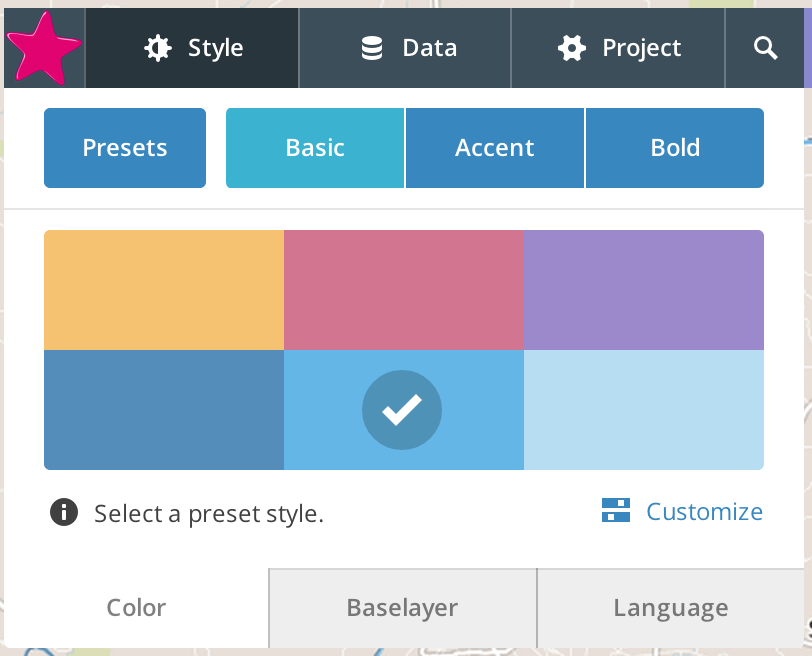 Style Data Project
Presets Basic Accent Bold
Select a preset style. Customize
Color Baselayer Language